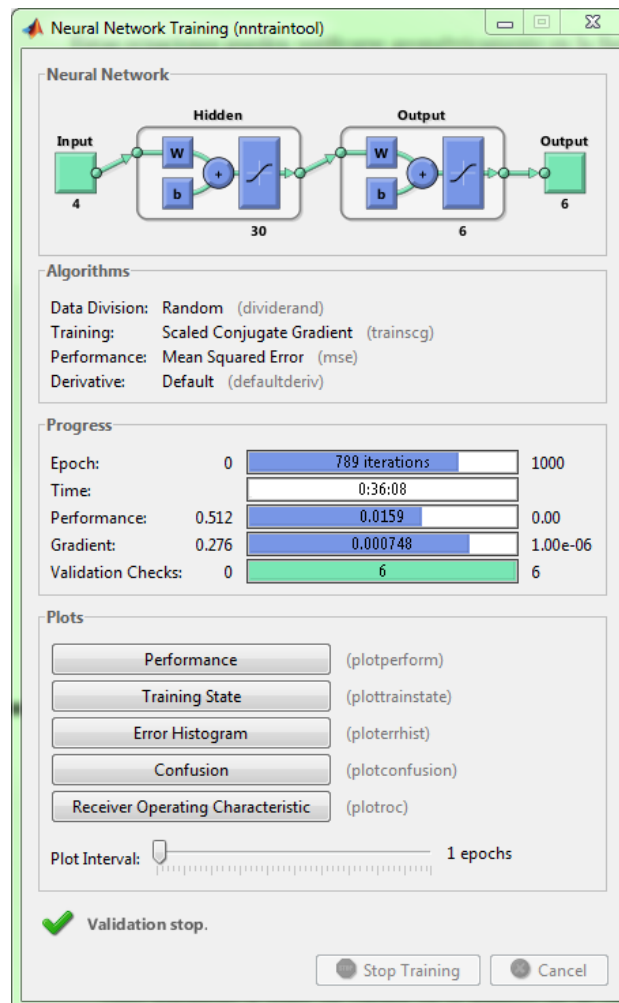 Neural Network Training (nntraintool)
Neural Network
Hidden Output
Input Output
W W
+ +
b b
4 6
30 6
Algorithms
Data Division: Random (dividerand)
Training: Scaled Conjugate Gradient (trainscg)
Performance: Mean Squared Error (mse)
Derivative: Default (defaultderiv)
Progress
Epoch: 0 789 iterations 1000
Time: 0:36:08
Performance: 0.512 0.0159 0.00
Gradient: 0.276 0.000748 1.00e-06
Validation Checks: 0 6 6
Plots
Performance (plotperform)
Training State (plottrainstate)
Error Histogram (ploterrhist)
Confusion (plotconfusion)
Receiver Operating Characteristic (plotroc)
Plot Interval: 1 epochs
Validation stop.
Stop Training Cancel